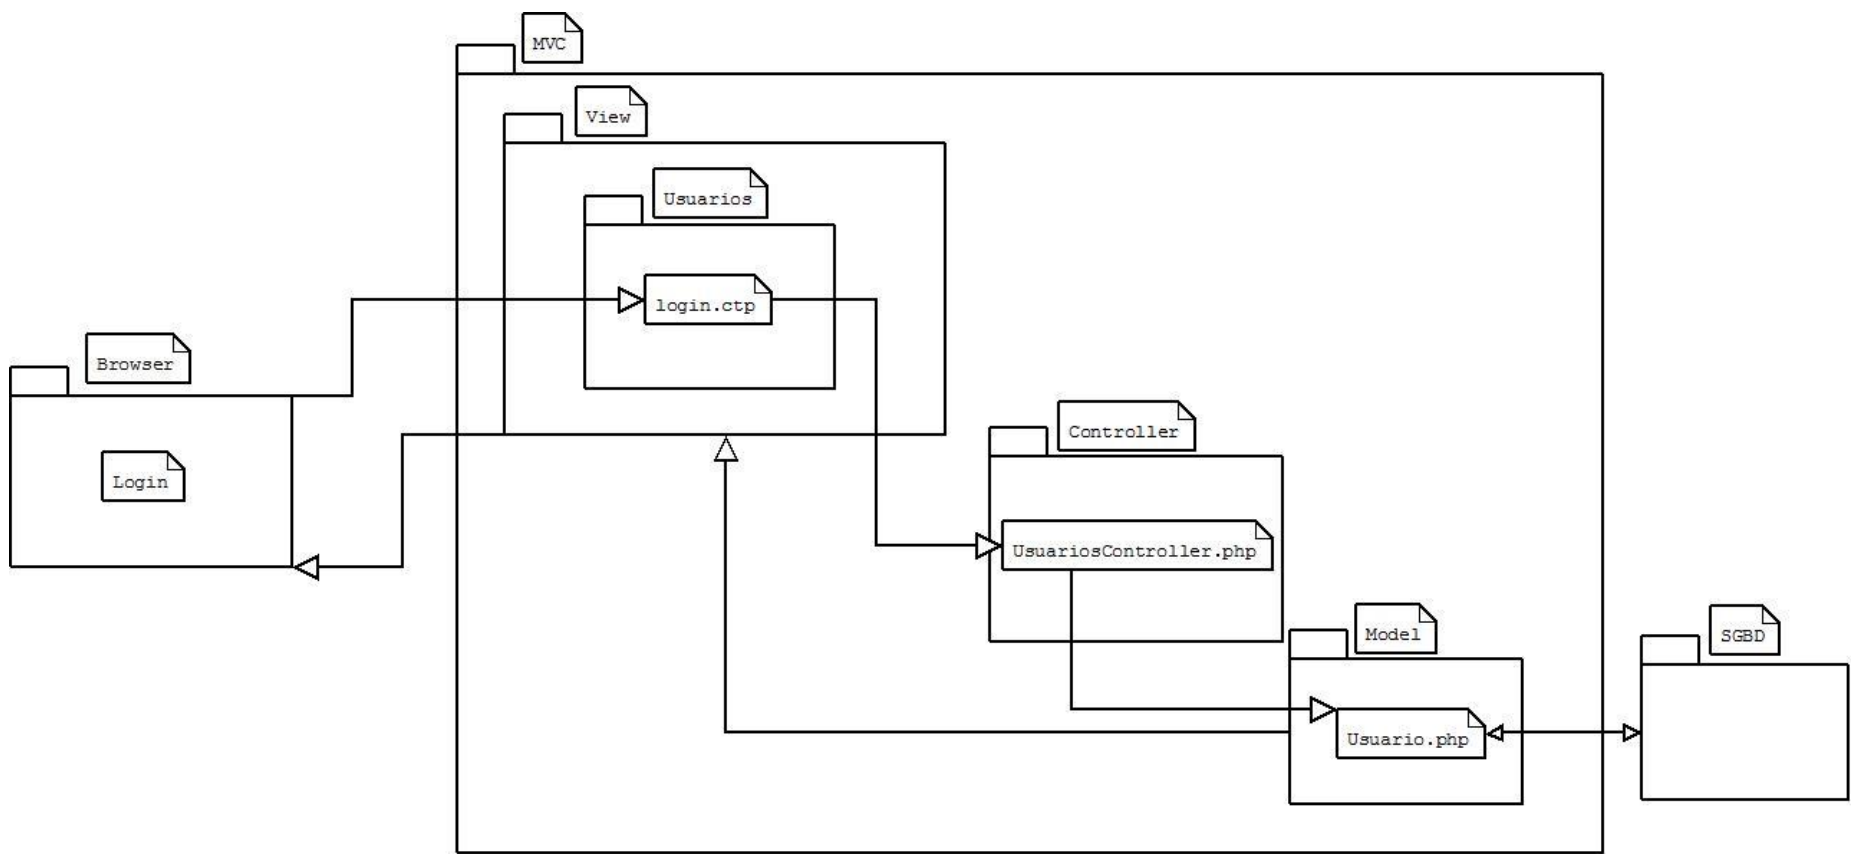 MVC
View
Usuarios
login.ctp
Browser
Login
Controller
UsuariosController.php
Model
Usuario.php
SGBD